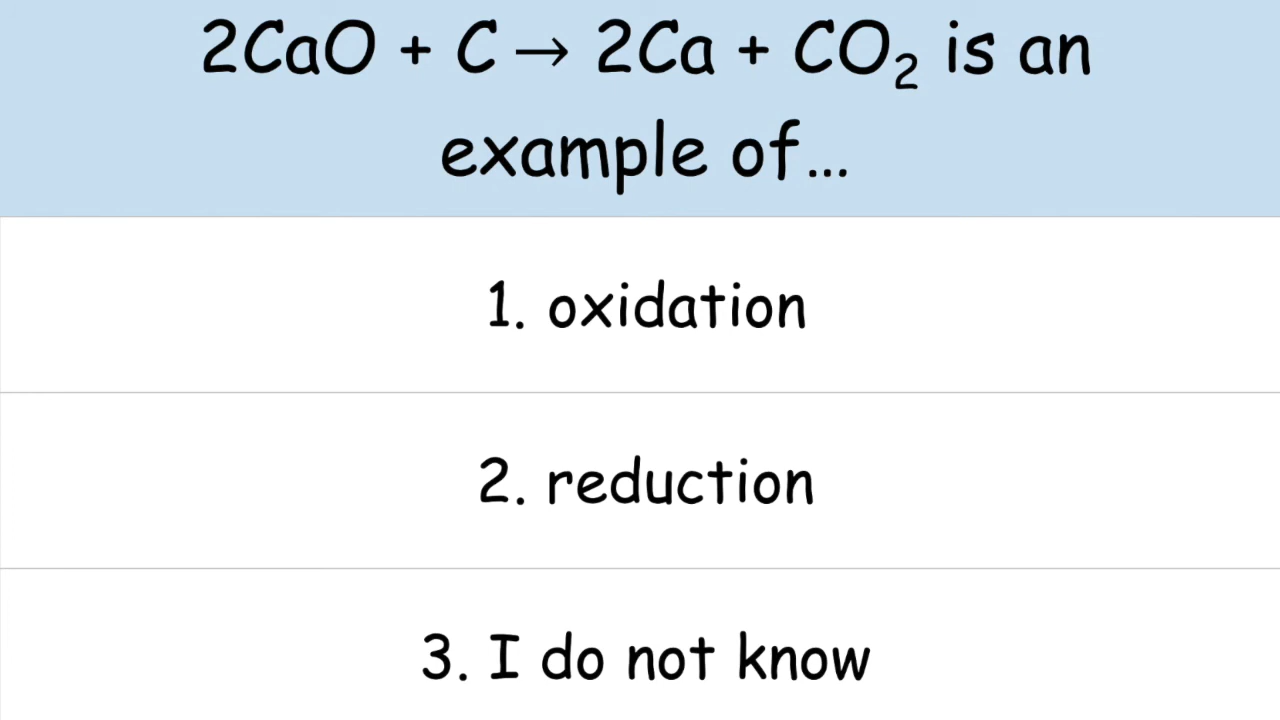 2CaO + C → 2Ca + CO₂ is an
example of...
1. oxidation
2. reduction
3. I do not know